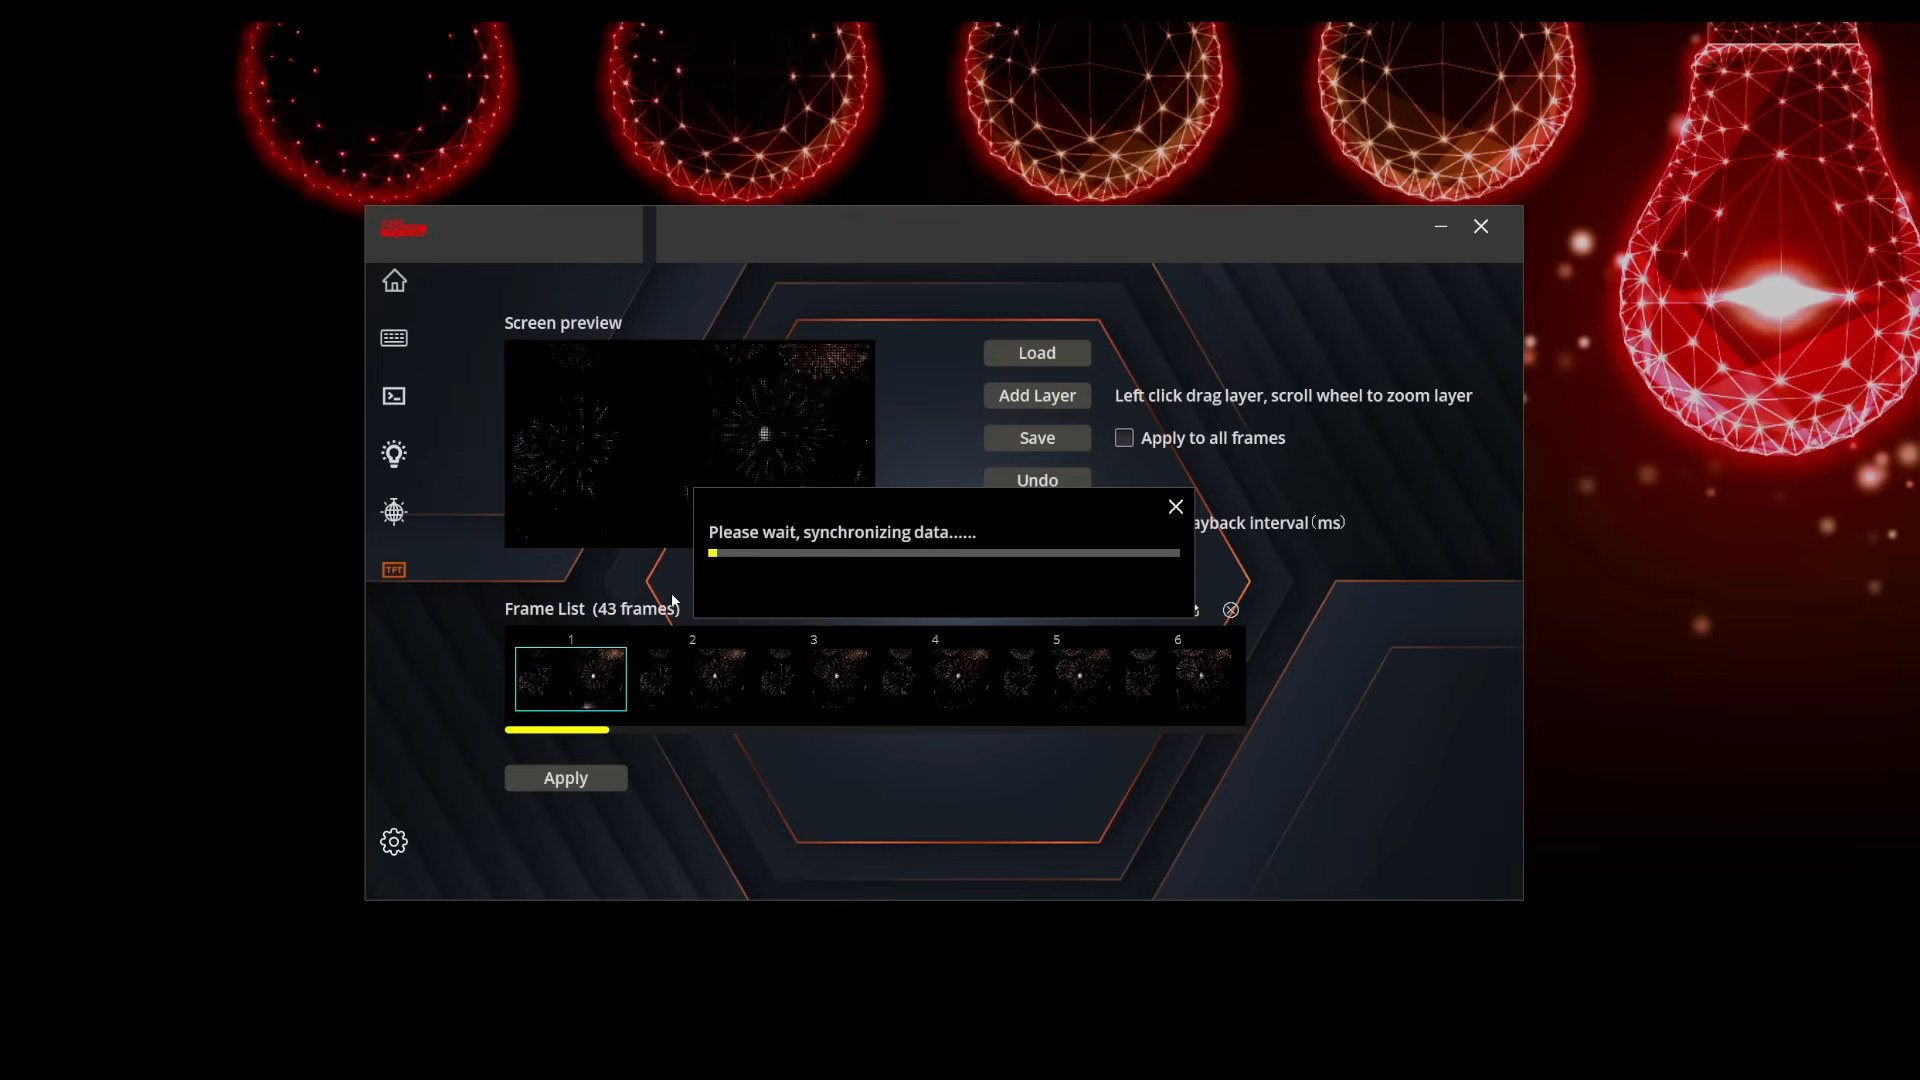 Screen preview
Load
Add Layer
Left click drag layer, scroll wheel to zoom layer
Save
Apply to all frames
Undo
ayback interval(ms)
Please wait, synchronizing data......
TFT
Frame List (43 frames)
1 2 3 4 5 6
Apply